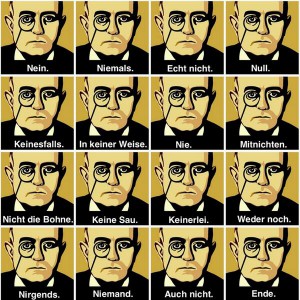 Nein.
Niemals.
Echt nicht.
Null.
Keinesfalls.
In keiner Weise.
Nie.
Mitnichten.
Nicht die Bohne.
Keine Sau.
Keinerlei.
Weder noch.
Nirgends.
Niemand.
Auch nicht.
Ende.